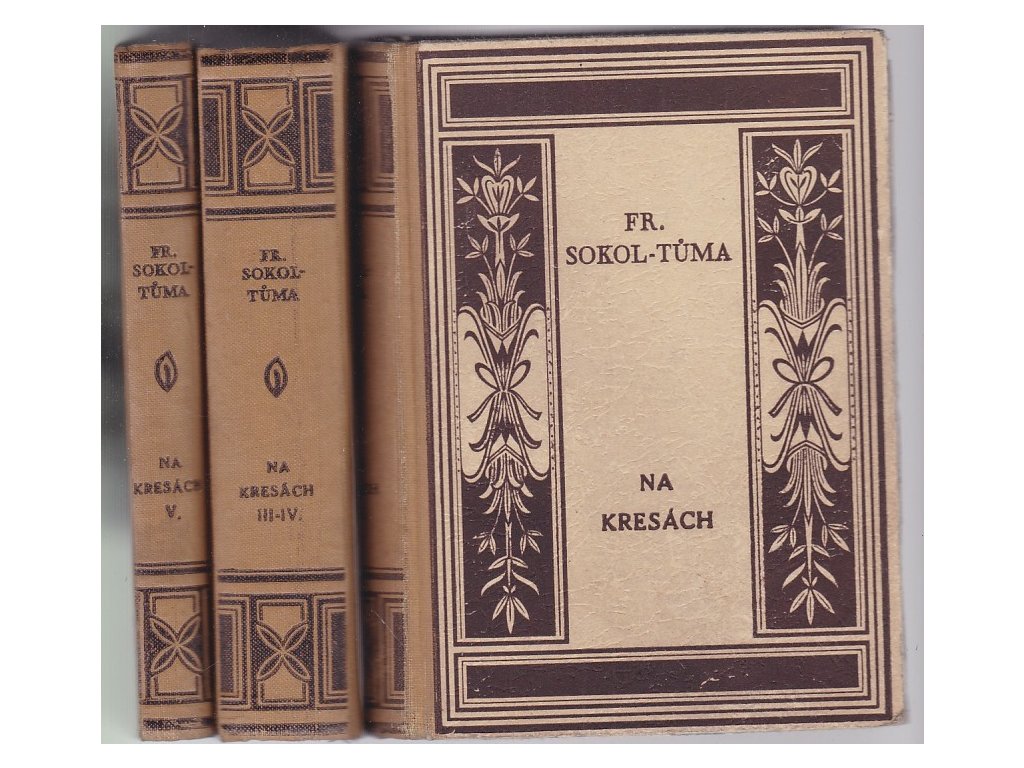 FR.
SOKOL-
TŮMA
NA
KRESÁCH
V.
FR.
SOKOL-
TŮMA
NA
KRESÁCH
III-IV.
FR.
SOKOL-TŮMA
NA
KRESÁCH